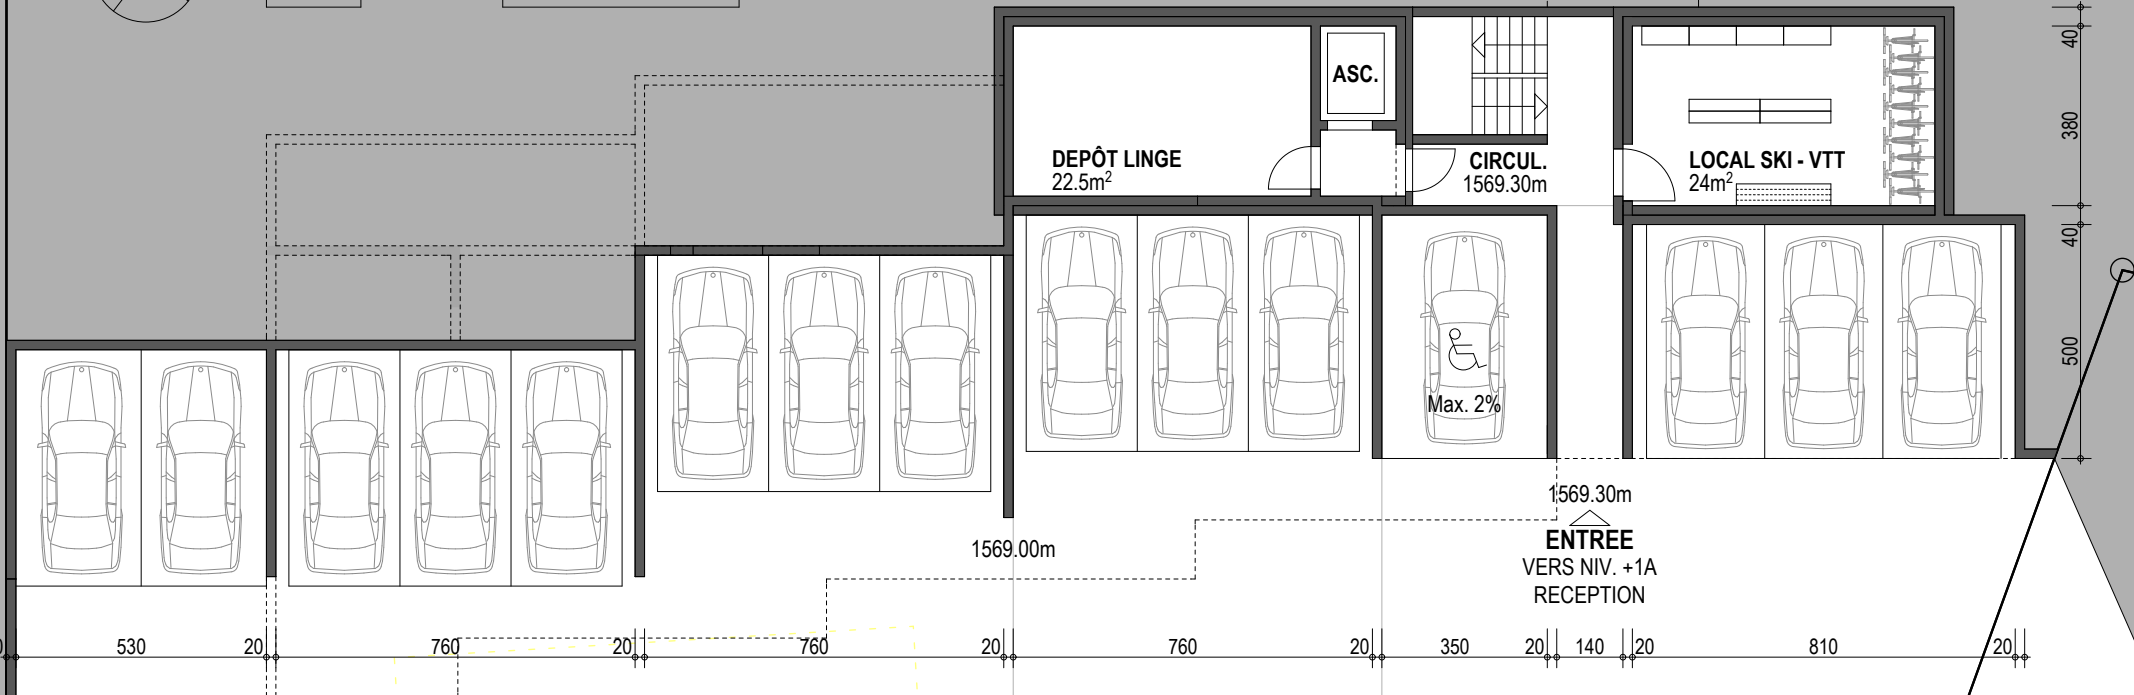 ASC.
DEPÔT LINGE
22.5m²
CIRCUL.
1569.30m
LOCAL SKI - VTT
24m²
40
380
40
500
Max. 2%
1569.30m
ENTREE
VERS NIV. +1A
RECEPTION
1569.00m
530
20
760
20
760
20
760
20
350
20
140
20
810
20